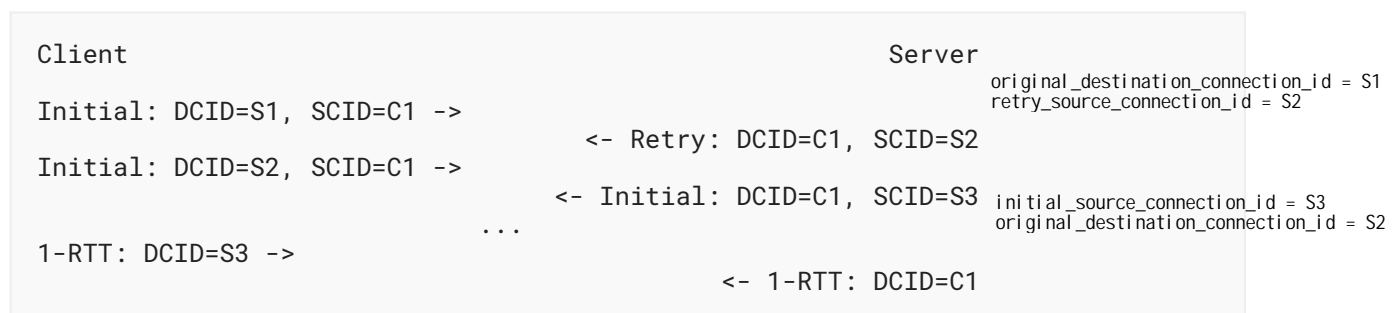 Client Server
original_destination_connection_id = S1
retry_source_connection_id = S2
Initial: DCID=S1, SCID=C1 ->
<- Retry: DCID=C1, SCID=S2
Initial: DCID=S2, SCID=C1 ->
<- Initial: DCID=C1, SCID=S3
initial_source_connection_id = S3
original_destination_connection_id = S2
...
1-RTT: DCID=S3 ->
<- 1-RTT: DCID=C1